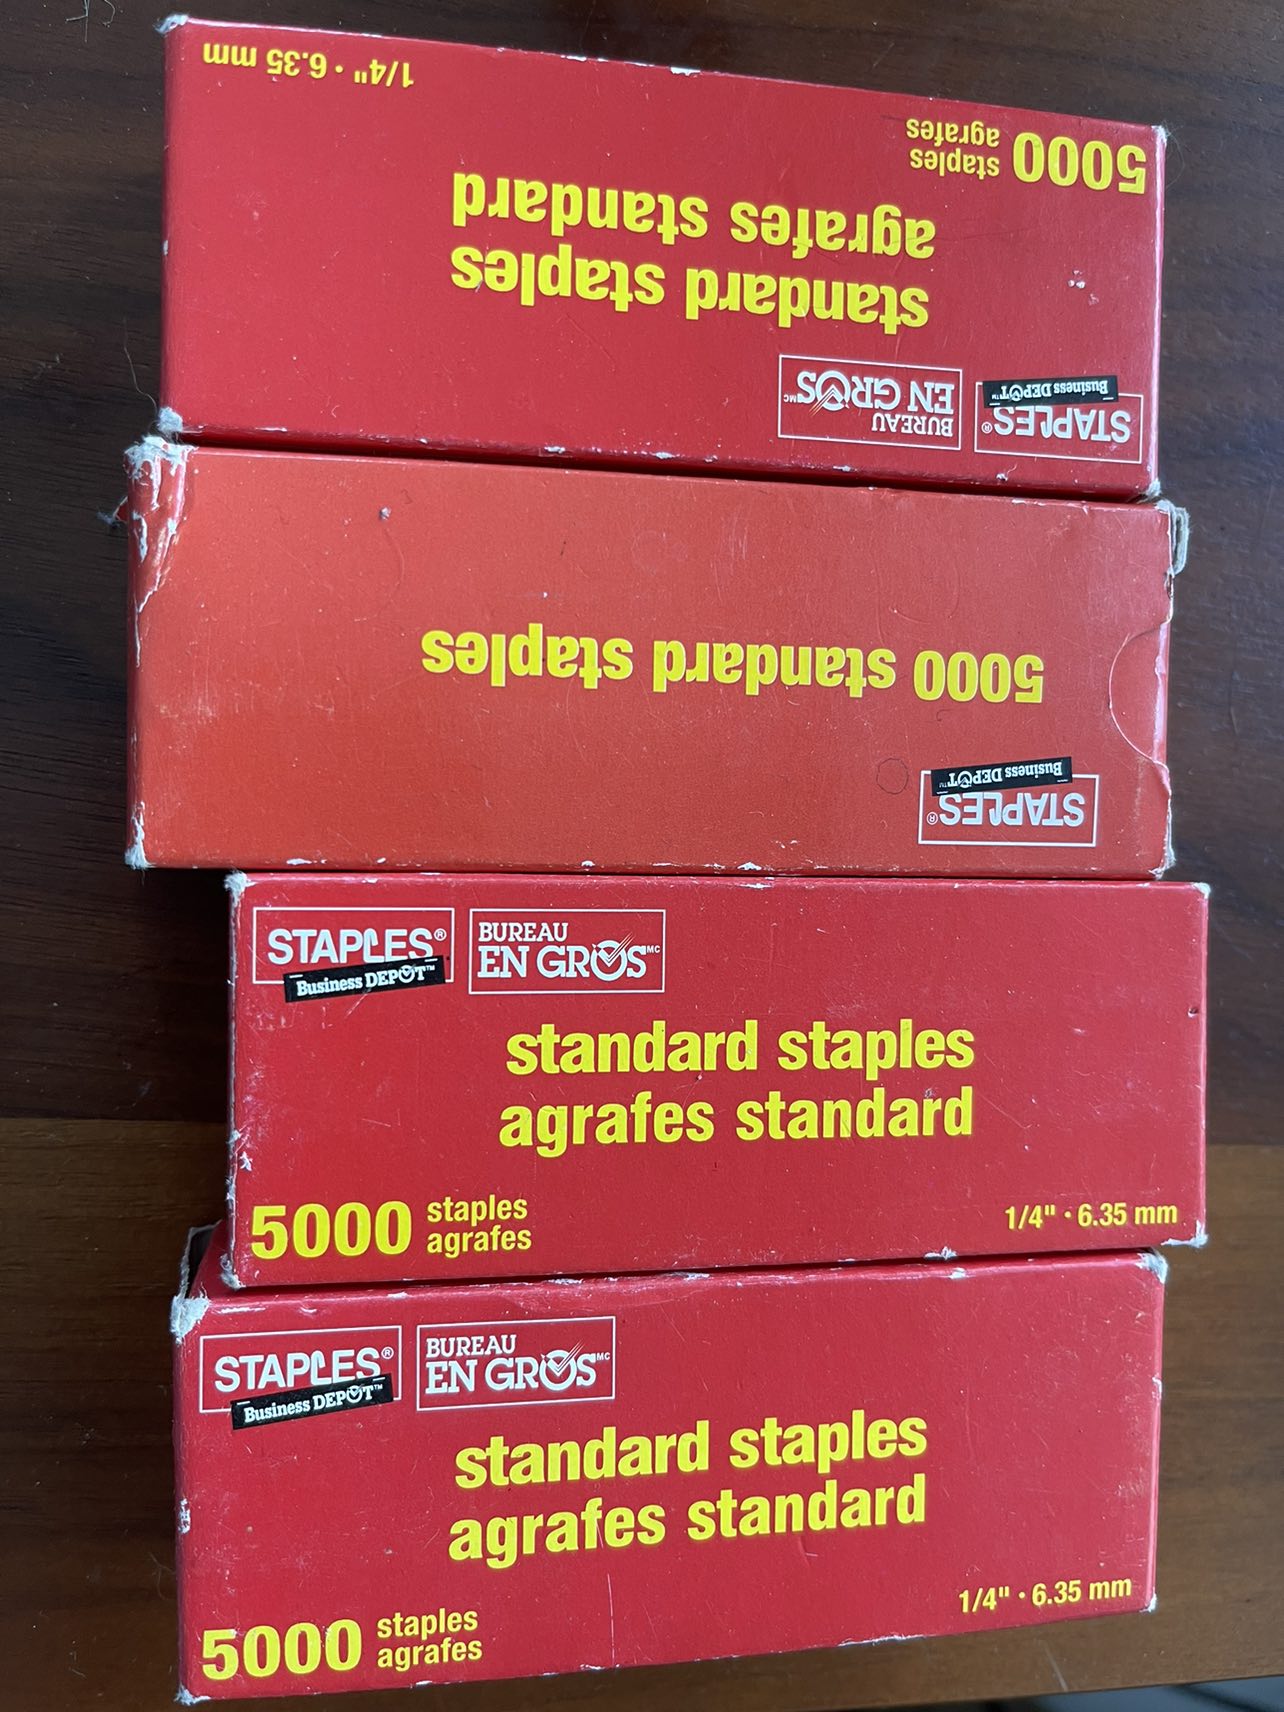 1/4" · 6.35 mm
5000 staples
agrafes
standard staples
agrafes standard
STAPLES®
Business DEPOT™
BUREAU
EN GROS MC
5000 standard staples
STAPLES®
Business DEPOT™
STAPLES®
Business DEPOT™
BUREAU
EN GROS MC
standard staples
agrafes standard
5000 staples
agrafes
1/4" · 6.35 mm
STAPLES®
Business DEPOT™
BUREAU
EN GROS MC
standard staples
agrafes standard
5000 staples
agrafes
1/4" · 6.35 mm